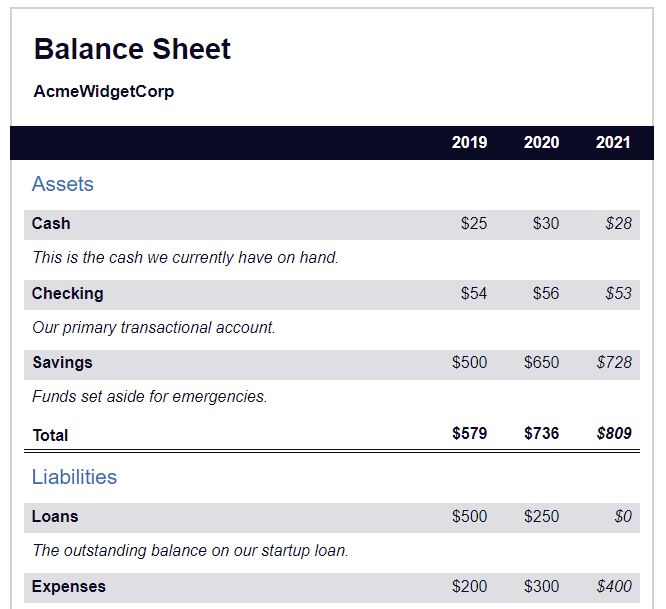 Balance Sheet
AcmeWidgetCorp
2019 2020 2021
Assets
Cash $25 $30 $28
This is the cash we currently have on hand.
Checking $54 $56 $53
Our primary transactional account.
Savings $500 $650 $728
Funds set aside for emergencies.
Total $579 $736 $809
Liabilities
Loans $500 $250 $0
The outstanding balance on our startup loan.
Expenses $200 $300 $400